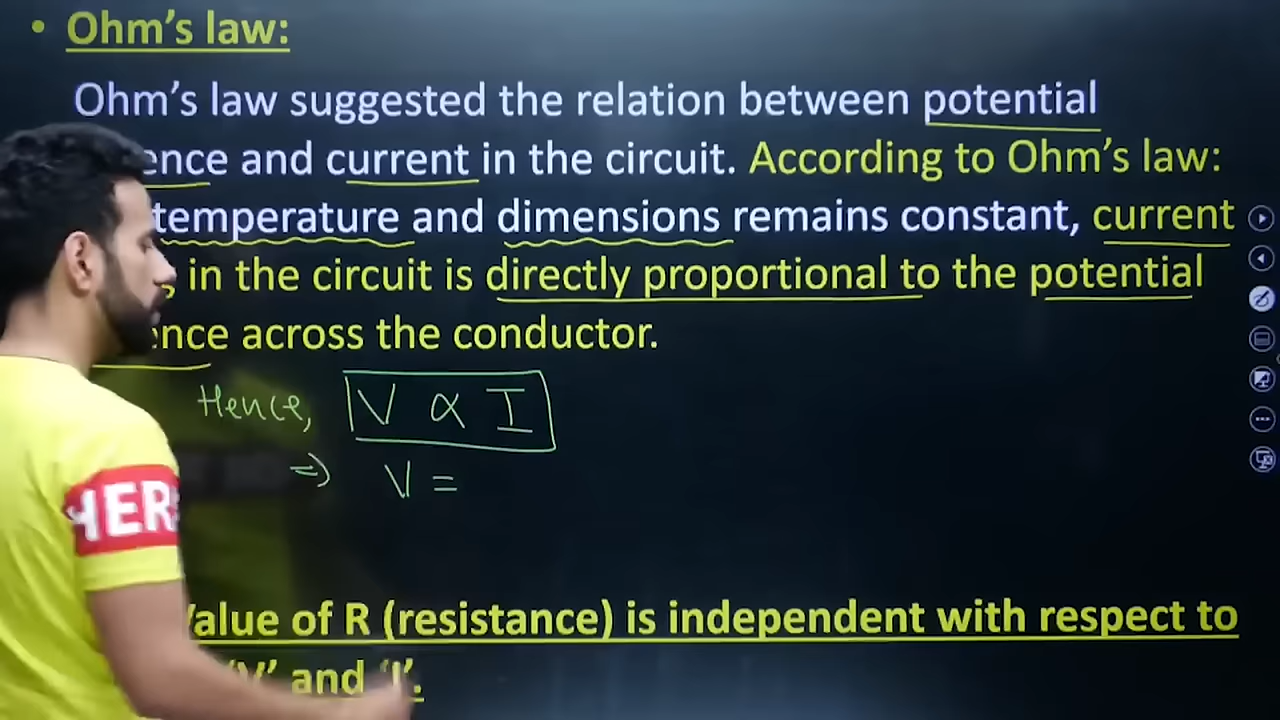 • Ohm's law:
Ohm's law suggested the relation between potential
ence and current in the circuit. According to Ohm's law:
temperature and dimensions remains constant, current
in the circuit is directly proportional to the potential
ence across the conductor.
Hence, V ∝ I
⇒ V =
HERS
Value of R (resistance) is independent with respect to
'V' and 'I'.